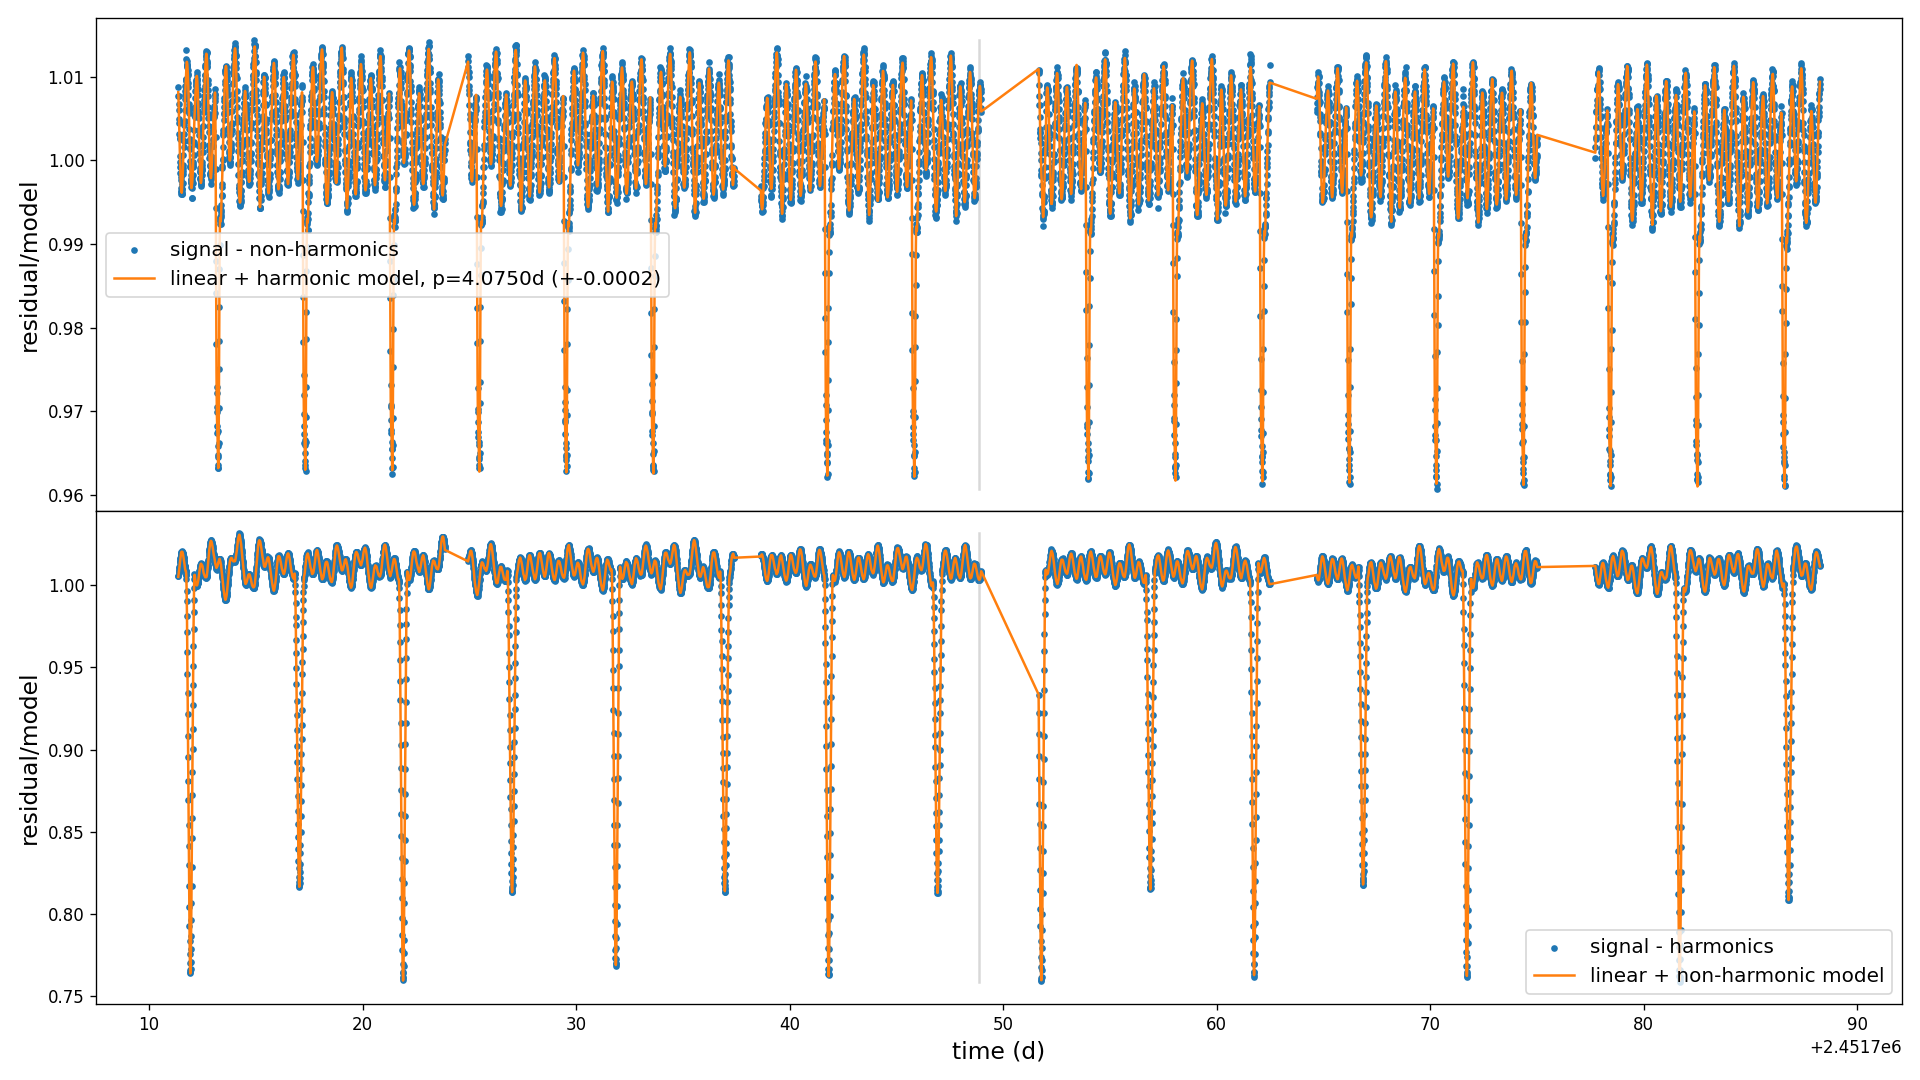 1.01
1.00
0.99
0.98
0.97
0.96
residual/model
signal - non-harmonics
linear + harmonic model, p=4.0750d (+-0.0002)
1.00
0.95
0.90
0.85
0.80
0.75
residual/model
signal - harmonics
linear + non-harmonic model
10 20 30 40 50 60 70 80 90
time (d)
+2.4517e6